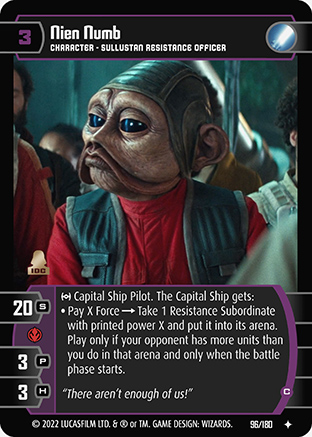 3 Nien Numb
CHARACTER - SULLUSTAN RESISTANCE OFFICER
IDC
20 S
3 P
3 H
Capital Ship Pilot. The Capital Ship gets:
• Pay X Force → Take 1 Resistance Subordinate
with printed power X and put it into its arena.
Play only if your opponent has more units than
you do in that arena and only when the battle
phase starts.
"There aren't enough of us!"
C
© 2022 LUCASFILM LTD. & ® or TM. GAME DESIGN: WIZARDS. 96/180